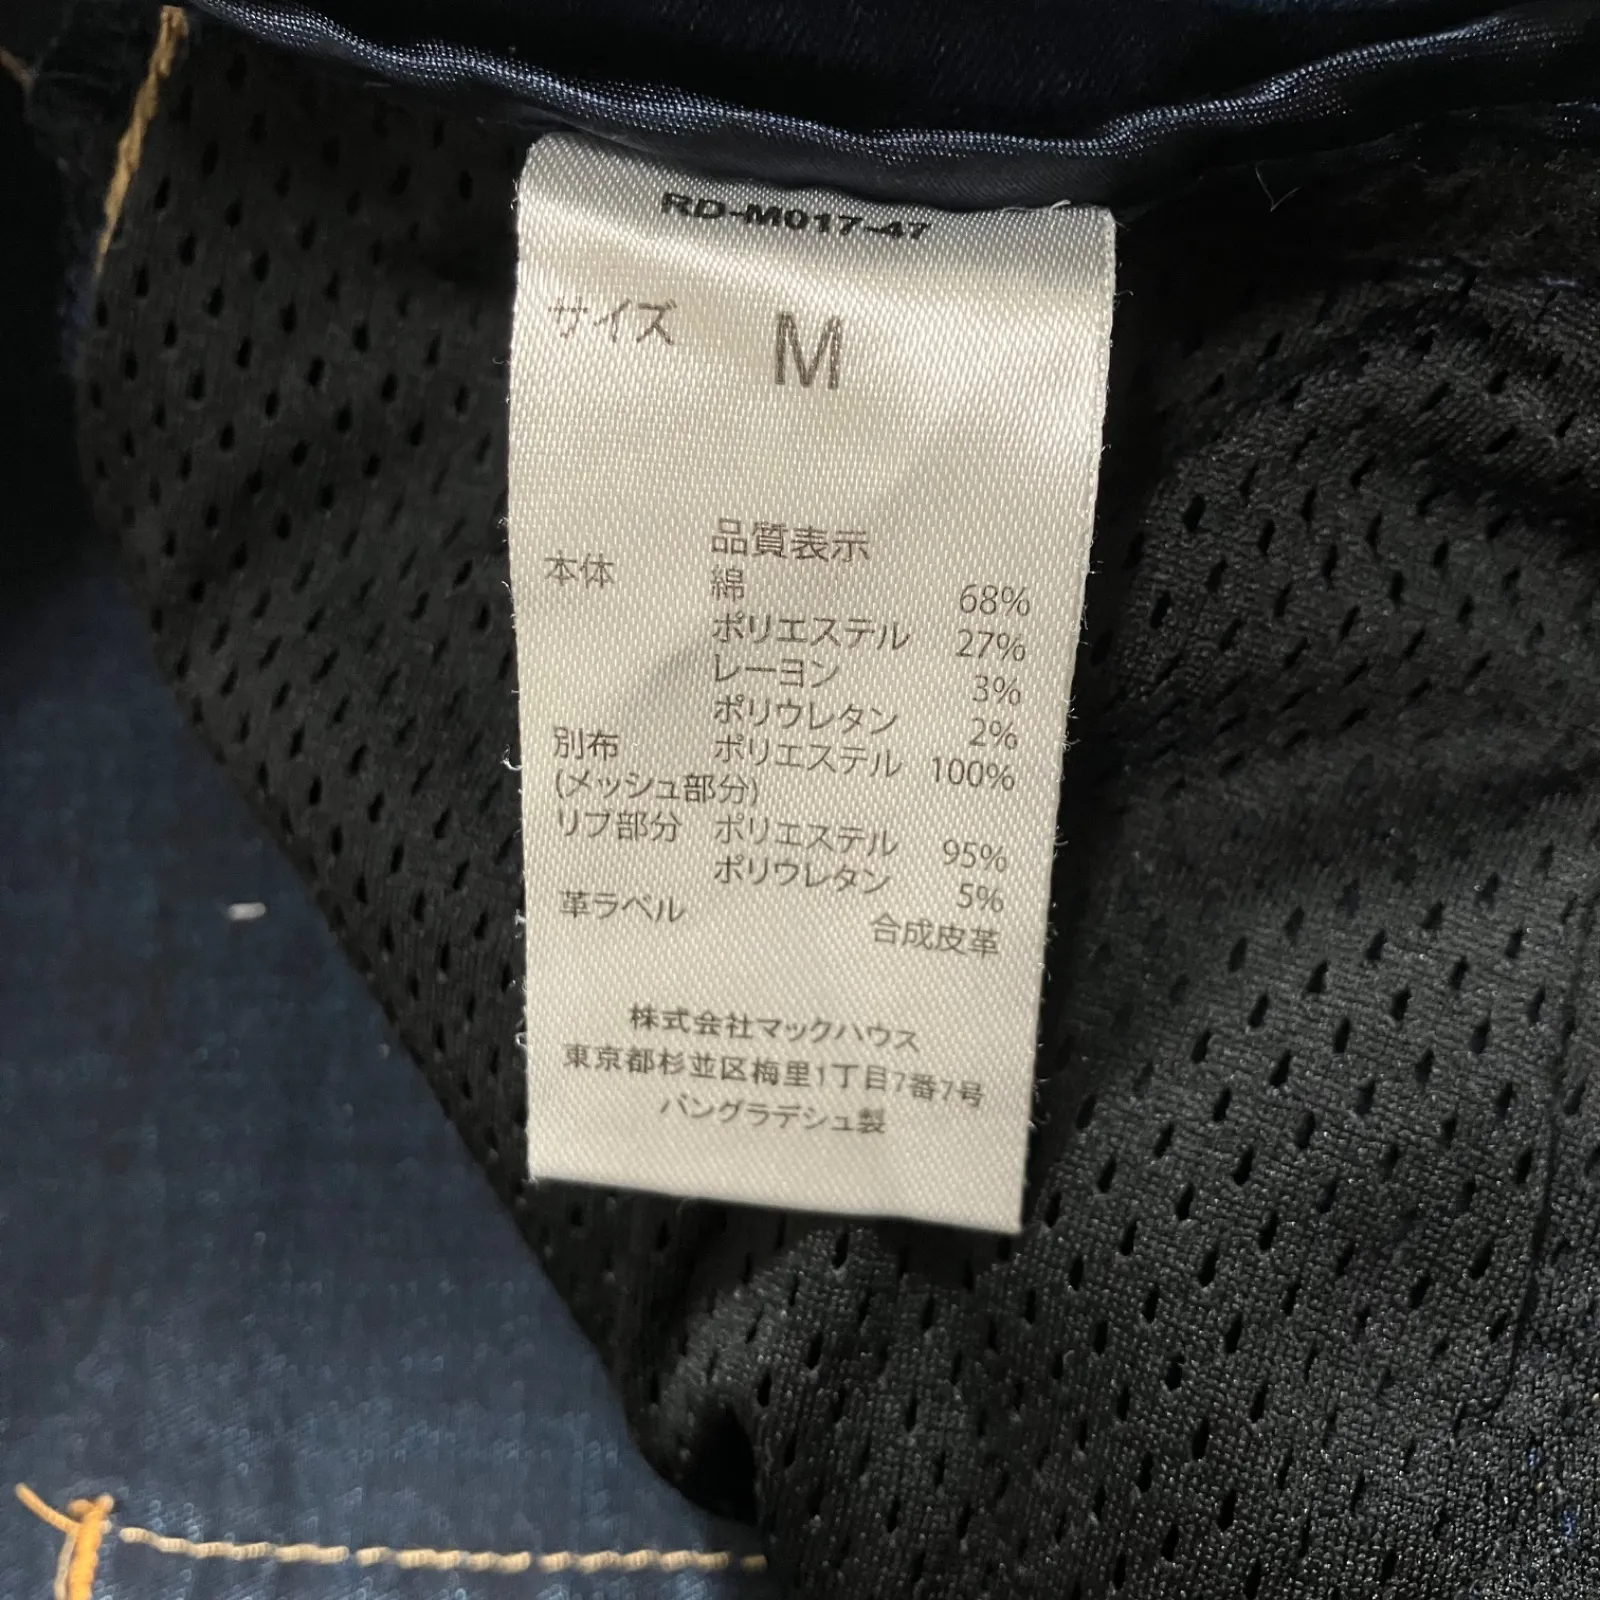 RD-M017-47
サイズ M
品質表示
本体 綿 68%
ポリエステル 27%
レーヨン 3%
ポリウレタン 2%
別布 ポリエステル 100%
(メッシュ部分)
リブ部分 ポリエステル 95%
ポリウレタン 5%
革ラベル 合成皮革
株式会社マックハウス
東京都杉並区梅里1丁目7番7号
バングラデシュ製